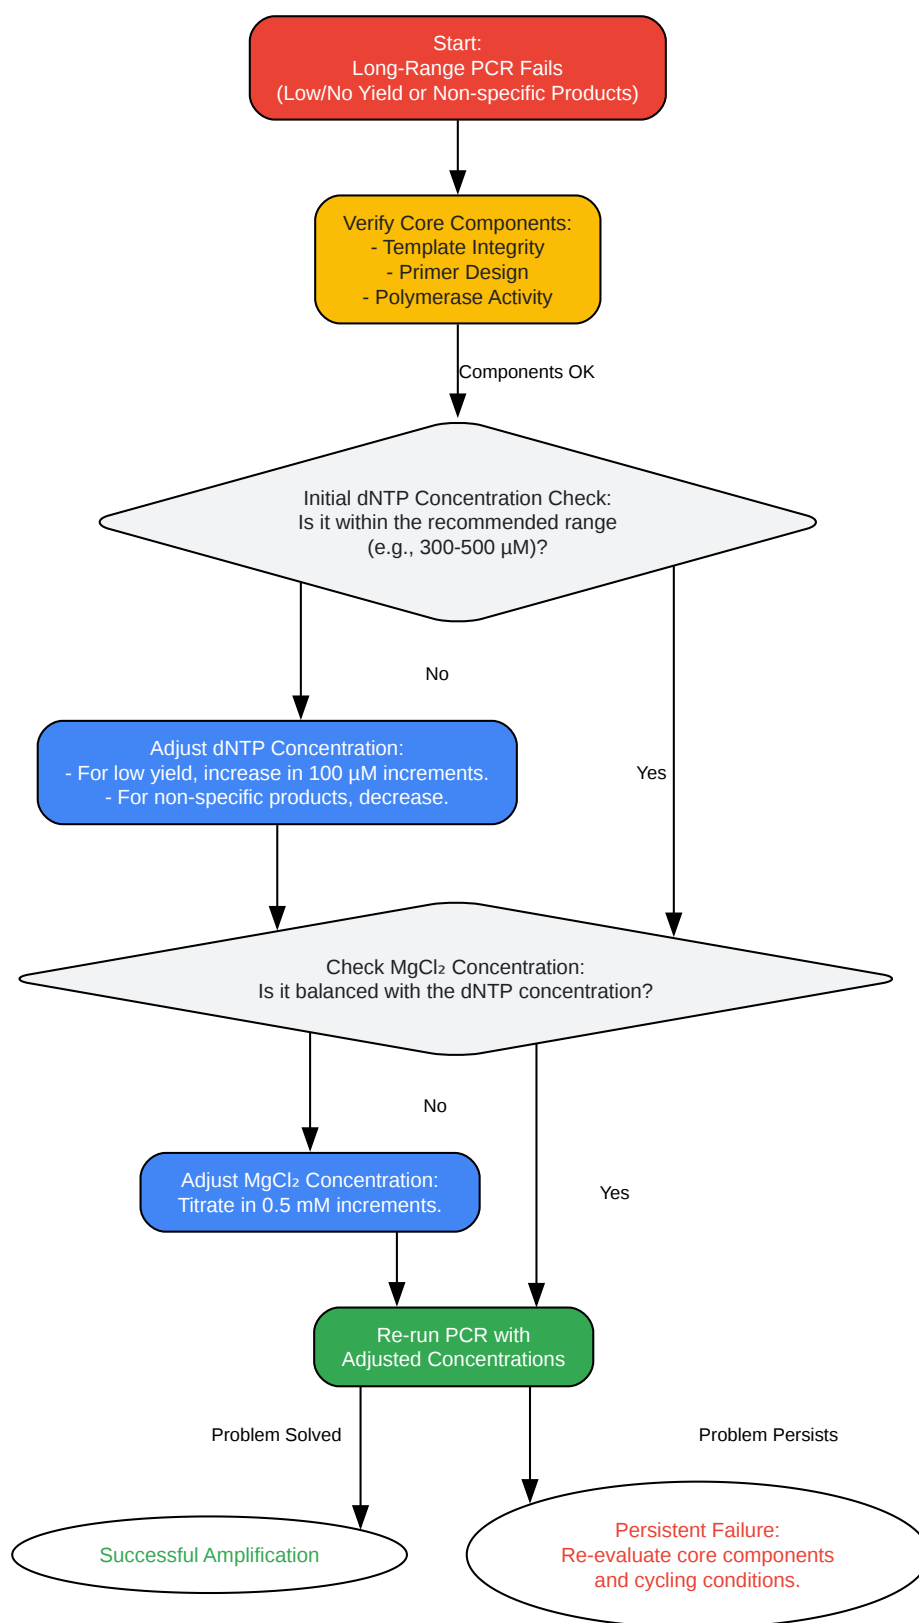 Start:
Long-Range PCR Fails
(Low/No Yield or Non-specific Products)
Verify Core Components:
- Template Integrity
- Primer Design
- Polymerase Activity
Components OK
Initial dNTP Concentration Check:
Is it within the recommended range
(e.g., 300-500 µM)?
No
Adjust dNTP Concentration:
- For low yield, increase in 100 µM increments.
- For non-specific products, decrease.
Yes
Check MgCl₂ Concentration:
Is it balanced with the dNTP concentration?
No
Adjust MgCl₂ Concentration:
Titrate in 0.5 mM increments.
Yes
Re-run PCR with
Adjusted Concentrations
Problem Solved
Problem Persists
Successful Amplification
Persistent Failure:
Re-evaluate core components
and cycling conditions.